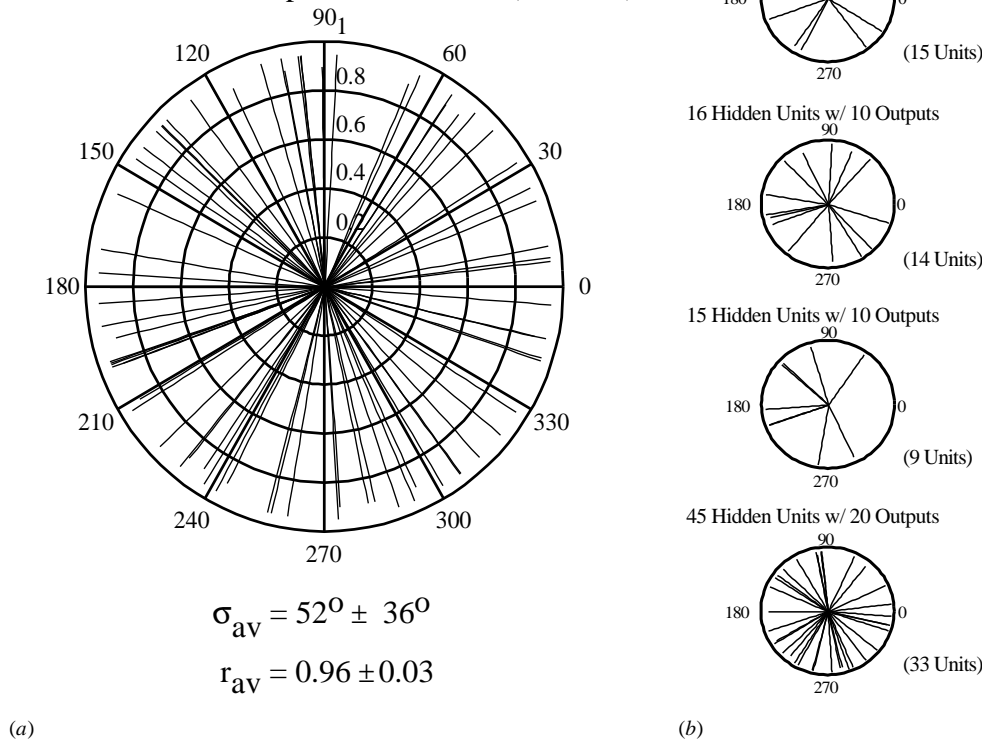 90
1
120
60
0.8
0.6
150
30
0.4
0.2
180
0
210
330
240
300
270
σav = 52o ± 36o
rav = 0.96 ±0.03
(a)
180
0
(15 Units)
270
16 Hidden Units w/ 10 Outputs
90
180
0
(14 Units)
270
15 Hidden Units w/ 10 Outputs
90
180
0
(9 Units)
270
45 Hidden Units w/ 20 Outputs
90
180
0
(33 Units)
270
(b)